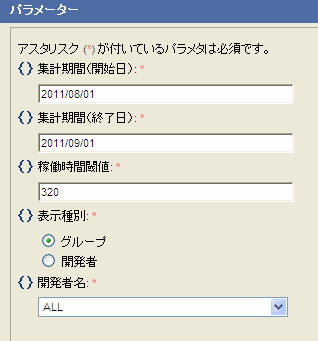 パラメーター
アスタリスク (*) が付いているパラメタは必須です。
{} 集計期間(開始日): *
2011/08/01
{} 集計期間(終了日): *
2011/09/01
{} 稼働時間閾値: *
320
{} 表示種別: *
グループ
開発者
{} 開発者名: *
ALL